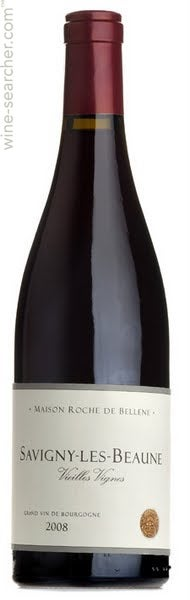 wine-searcher.com
• MAISON ROCHE DE BELLENE •
SAVIGNY-LES-BEAUNE
Vieilles Vignes
GRAND VIN DE BOURGOGNE
2008